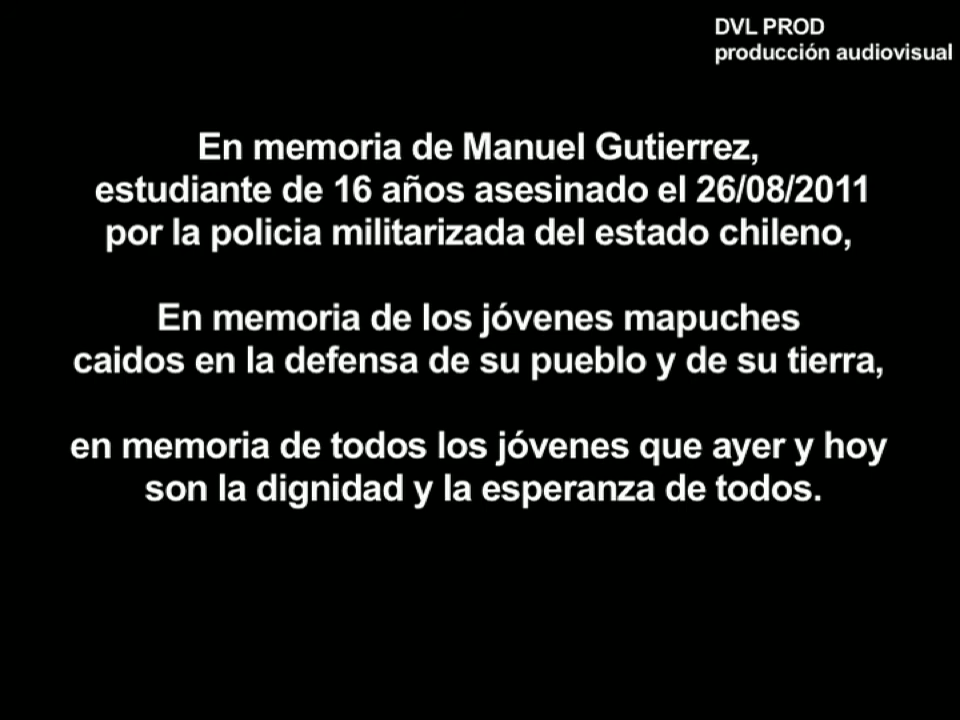 DVL PROD
producción audiovisual
En memoria de Manuel Gutierrez,
estudiante de 16 años asesinado el 26/08/2011
por la policia militarizada del estado chileno,
En memoria de los jóvenes mapuches
caidos en la defensa de su pueblo y de su tierra,
en memoria de todos los jóvenes que ayer y hoy
son la dignidad y la esperanza de todos.